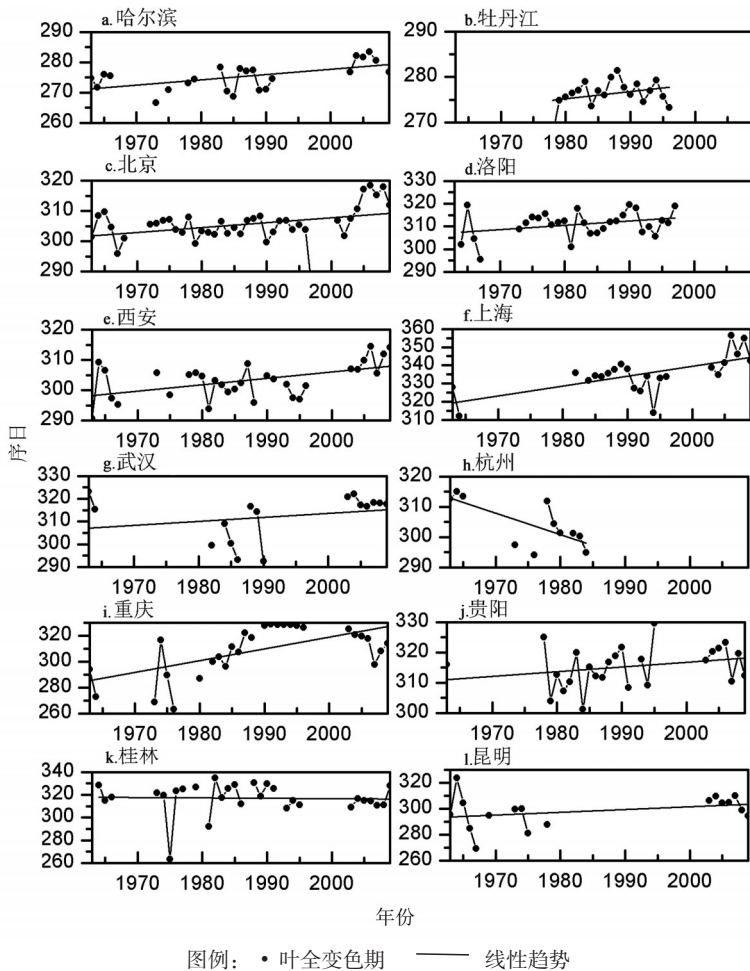 a.哈尔滨 b.牡丹江
290 280 270 260 290 280 270
1970 1980 1990 2000 1970 1980 1990 2000
c.北京 d.洛阳
320 310 300 290 330 320 310 300 290
1970 1980 1990 2000 1970 1980 1990 2000
e.西安 f.上海
320 310 300 290 360 350 340 330 320 310
1970 1980 1990 2000 1970 1980 1990 2000
序日
g.武汉 h.杭州
330 320 310 300 290 320 310 300 290
1970 1980 1990 2000 1970 1980 1990 2000
i.重庆 j.贵阳
320 300 280 260 330 320 310 300
1970 1980 1990 2000 1970 1980 1990 2000
k.桂林 l.昆明
340 320 300 280 260 330 320 300 280 260
1970 1980 1990 2000 1970 1980 1990 2000
年份
图例： 叶全变色期 线性趋势